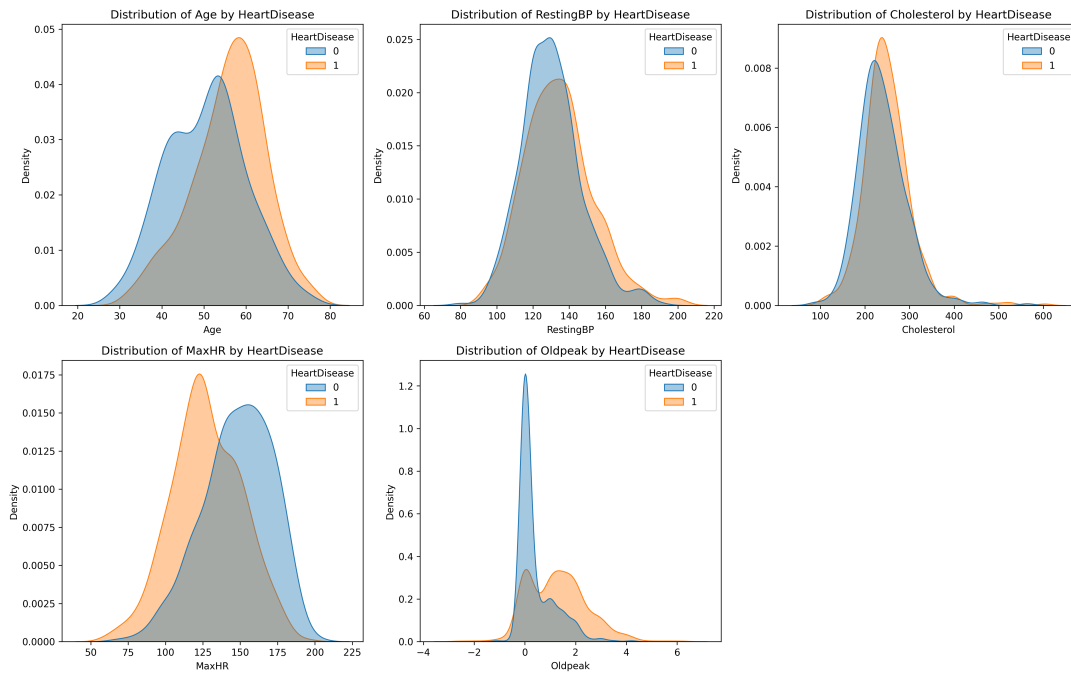 Distribution of Age by HeartDisease
0.05
0.04
0.03
0.02
0.01
0.00
Density
20 30 40 50 60 70 80
Age
HeartDisease
0
1
Distribution of RestingBP by HeartDisease
0.025
0.020
0.015
0.010
0.005
0.000
Density
60 80 100 120 140 160 180 200 220
RestingBP
HeartDisease
0
1
Distribution of Cholesterol by HeartDisease
0.008
0.006
0.004
0.002
0.000
Density
100 200 300 400 500 600
Cholesterol
HeartDisease
0
1
Distribution of MaxHR by HeartDisease
0.0175
0.0150
0.0125
0.0100
0.0075
0.0050
0.0025
0.0000
Density
50 75 100 125 150 175 200 225
MaxHR
HeartDisease
0
1
Distribution of Oldpeak by HeartDisease
1.2
1.0
0.8
0.6
0.4
0.2
0.0
Density
−4 −2 0 2 4 6
Oldpeak
HeartDisease
0
1